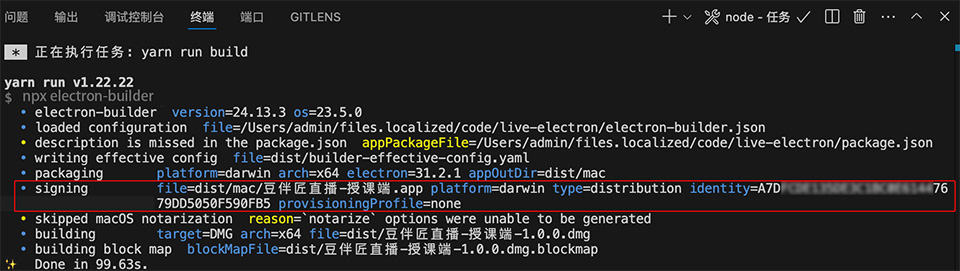 问题 输出 调试控制台 终端 端口 GITLENS node - 任务
* 正在执行任务: yarn run build
yarn run v1.22.22
$ npx electron-builder
• electron-builder version=24.13.3 os=23.5.0
• loaded configuration file=/Users/admin/files.localized/code/live-electron/electron-builder.json
• description is missed in the package.json appPackageFile=/Users/admin/files.localized/code/live-electron/package.json
• writing effective config file=dist/builder-effective-config.yaml
• packaging platform=darwin arch=x64 electron=31.2.1 appOutDir=dist/mac
• signing file=dist/mac/豆伴匠直播-授课端.app platform=darwin type=distribution identity=A7D 76
79DD5050F590FB5 provisioningProfile=none
• skipped macOS notarization reason=`notarize` options were unable to be generated
• building target=DMG arch=x64 file=dist/豆伴匠直播-授课端-1.0.0.dmg
• building block map blockMapFile=dist/豆伴匠直播-授课端-1.0.0.dmg.blockmap
✨ Done in 99.63s.